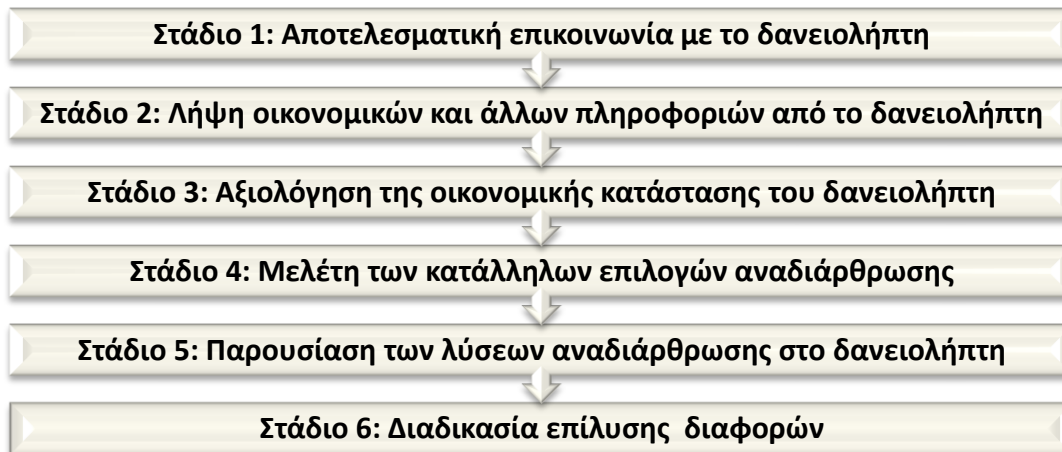 Στάδιο 1: Αποτελεσματική επικοινωνία με το δανειολήπτη
Στάδιο 2: Λήψη οικονομικών και άλλων πληροφοριών από το δανειολήπτη
Στάδιο 3: Αξιολόγηση της οικονομικής κατάστασης του δανειολήπτη
Στάδιο 4: Μελέτη των κατάλληλων επιλογών αναδιάρθρωσης
Στάδιο 5: Παρουσίαση των λύσεων αναδιάρθρωσης στο δανειολήπτη
Στάδιο 6: Διαδικασία επίλυσης διαφορών